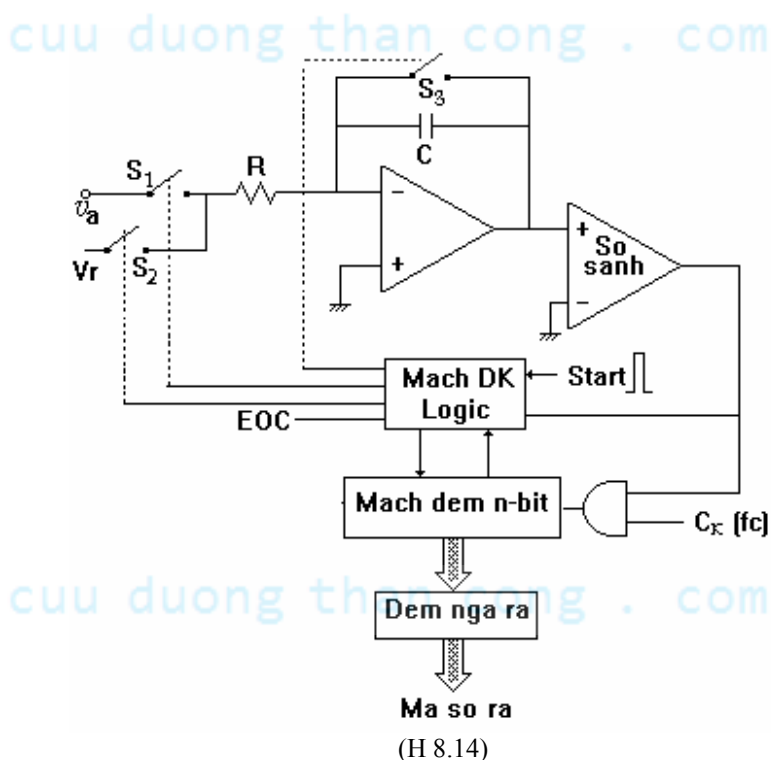 cuu duong than cong . com
S3
C
S1
R
va
Vr
S2
−
+
+
−
So
sanh
Mach DK
Logic
Start
EOC
Mach dem n-bit
CK (fc)
cuu duong than cong . com
Dem nga ra
Ma so ra
(H 8.14)